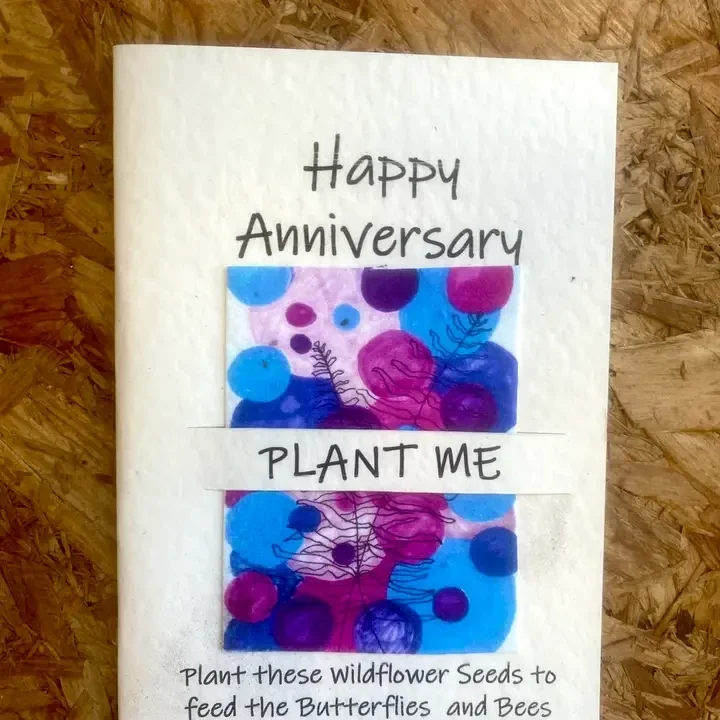 Happy
Anniversary
PLANT ME
Plant these Wildflower Seeds to
feed the Butterflies and Bees